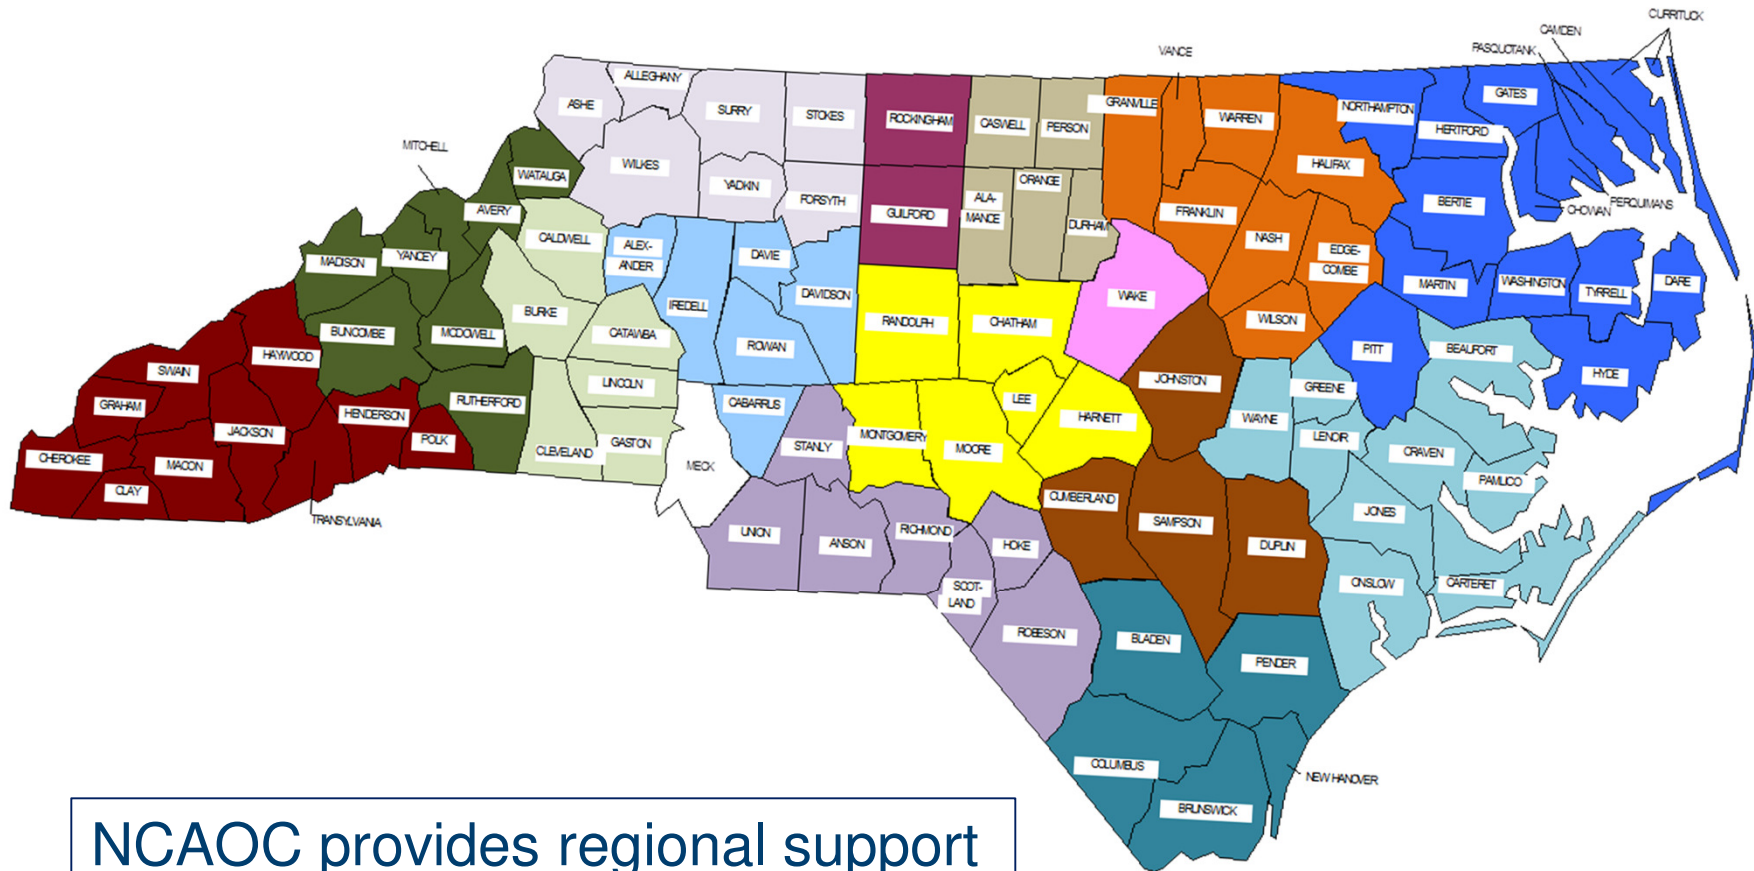 CURRITUCK
CAMDEN
PASQUOTANK
VANCE
ALLEGHANY
ASHE
SURRY
STOKES
ROCKINGHAM
CASWELL
PERSON
GRANVILLE
WARREN
NORTHAMPTON
GATES
HERTFORD
MITCHELL
WATAUGA
WILKES
YADKIN
FORSYTH
GUILFORD
ALA-
MANCE
ORANGE
DURHAM
FRANKLIN
HALIFAX
BERTIE
CHOWAN
PERQUIMANS
AVERY
CALDWELL
ALEX-
ANDER
DAVIE
NASH
EDGE-
COMBE
MADISON
YANCEY
IREDELL
DAVIDSON
WAKE
MARTIN
WASHINGTON
TYRRELL
DARE
BUNCOMBE
MCDOWELL
BURKE
CATAWBA
ROWAN
RANDOLPH
CHATHAM
WILSON
PITT
BEAUFORT
HYDE
SWAIN
HAYWOOD
LINCOLN
JOHNSTON
GREENE
GRAHAM
HENDERSON
RUTHERFORD
CABARRUS
LEE
HARNETT
WAYNE
LENOIR
CHEROKEE
MACON
JACKSON
POLK
CLEVELAND
GASTON
MECK
STANLY
MONTGOMERY
MOORE
CRAVEN
PAMLICO
CLAY
TRANSYLVANIA
UNION
ANSON
RICHMOND
HOKE
CUMBERLAND
SAMPSON
DUPLIN
JONES
SCOT-
LAND
ONSLOW
CARTERET
ROBESON
BLADEN
PENDER
COLUMBUS
NEW HANOVER
BRUNSWICK
NCAOC provides regional support